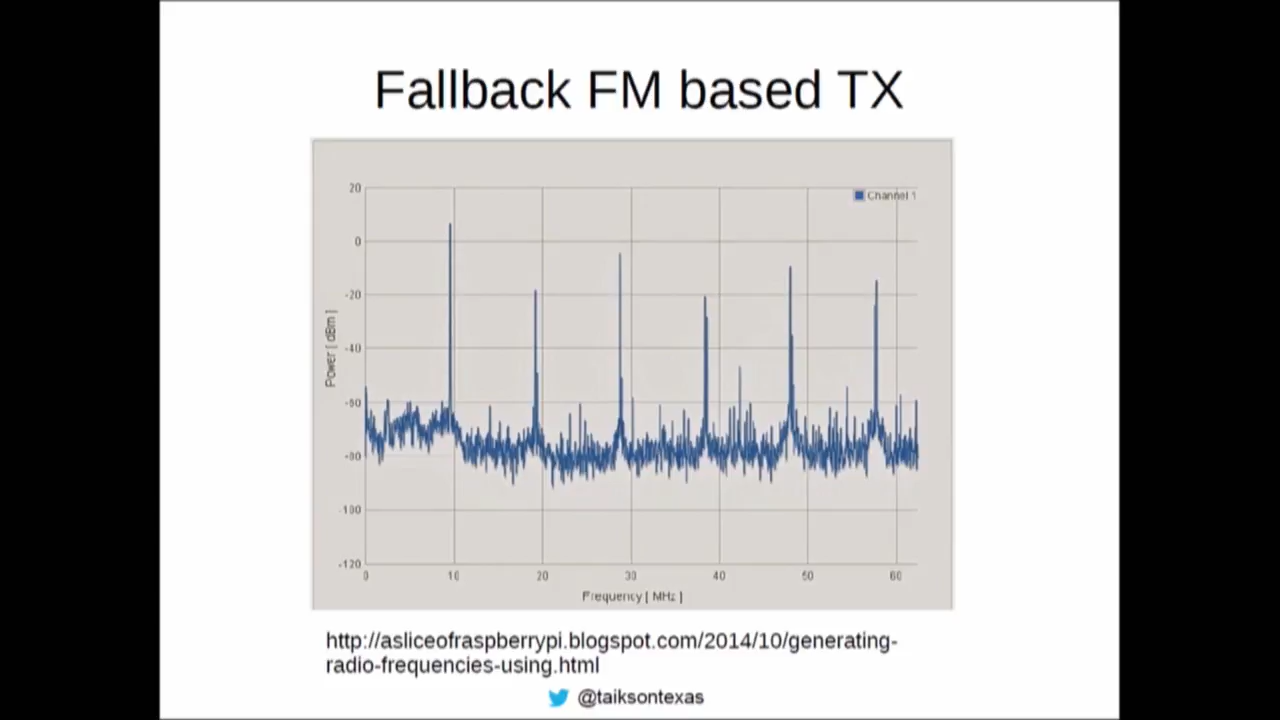 Fallback FM based TX
20
Channel 1
0
-20
-40
-60
-80
-100
-120
Power [ dBm ]
0 10 20 30 40 50 60
Frequency [ MHz ]
http://asliceofraspberrypi.blogspot.com/2014/10/generating-
radio-frequencies-using.html
@taiksontexas